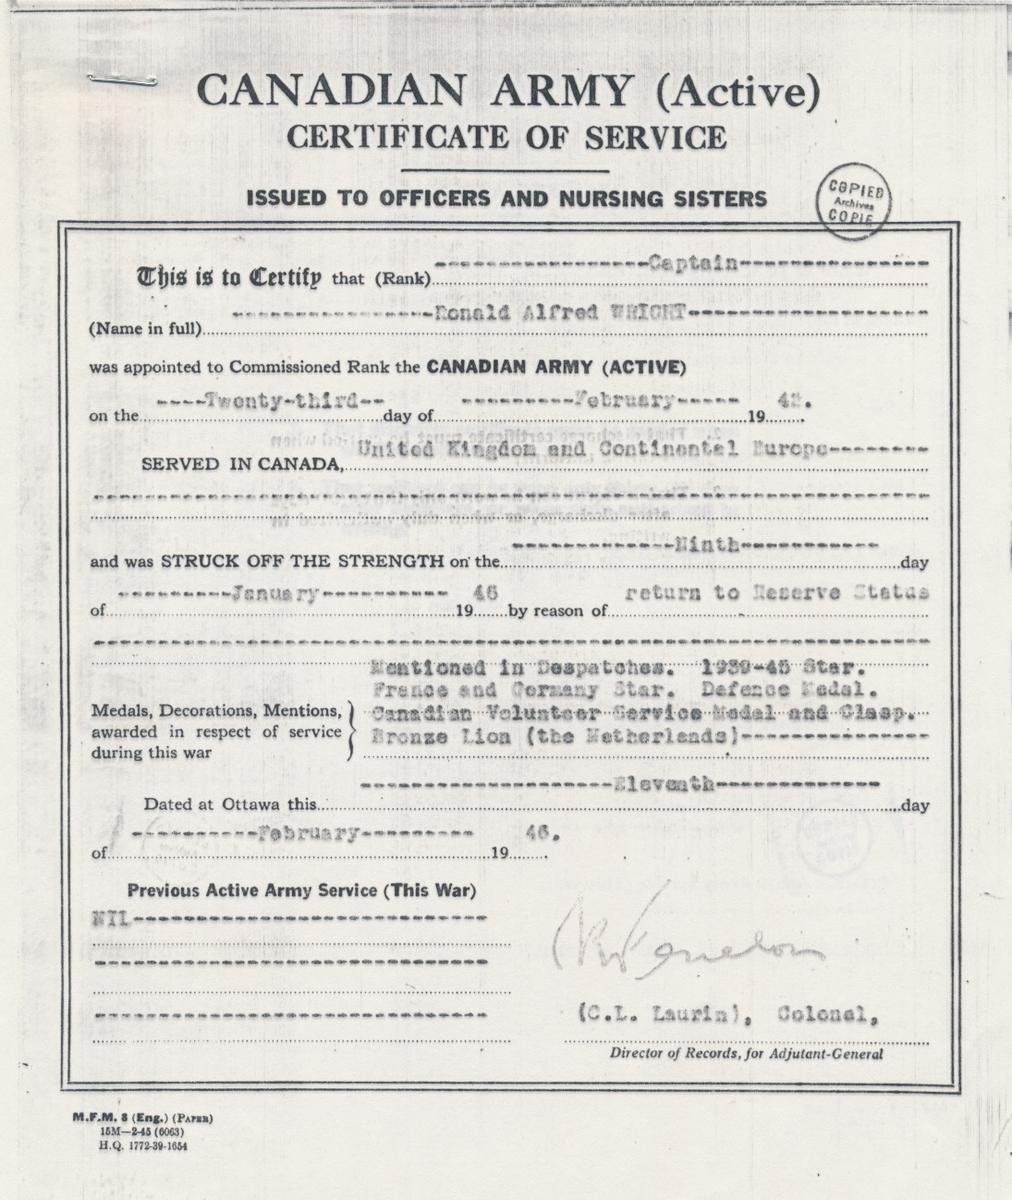 CANADIAN ARMY (Active)
CERTIFICATE OF SERVICE
ISSUED TO OFFICERS AND NURSING SISTERS
COPIED
Archives
COPIE
This is to Certify that (Rank) Captain
(Name in full) Ronald Alfred WRIGHT
was appointed to Commissioned Rank the CANADIAN ARMY (ACTIVE)
on the Twenty-third day of February 1942.
SERVED IN CANADA, United Kingdom and Continental Europe
and was STRUCK OFF THE STRENGTH on the Ninth day
of January 1946 by reason of return to Reserve Status
Mentioned in Despatches. 1939-45 Star.
France and Germany Star. Defence Medal.
Medals, Decorations, Mentions, Canadian Volunteer Service Medal and Clasp.
awarded in respect of service Bronze Lion (the Netherlands)
during this war
Dated at Ottawa this Eleventh day
of February 1946.
Previous Active Army Service (This War)
NIL
(C.L. Laurin), Colonel,
Director of Records, for Adjutant-General
M.F.M. 8 (Eng.) (PAPER)
15M—2-45 (6063)
H.Q. 1772-39-1654